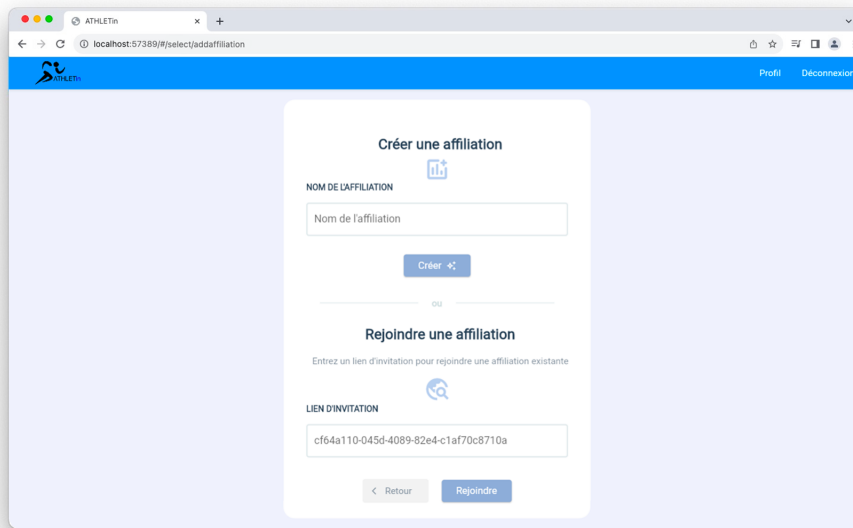 ATHLETin
localhost:57389/#/select/addaffiliation
ATHLETin
Profil
Déconnexion
Créer une affiliation
NOM DE L'AFFILIATION
Nom de l'affiliation
Créer
ou
Rejoindre une affiliation
Entrez un lien d'invitation pour rejoindre une affiliation existante
LIEN D'INVITATION
cf64a110-045d-4089-82e4-c1af70c8710a
Retour
Rejoindre